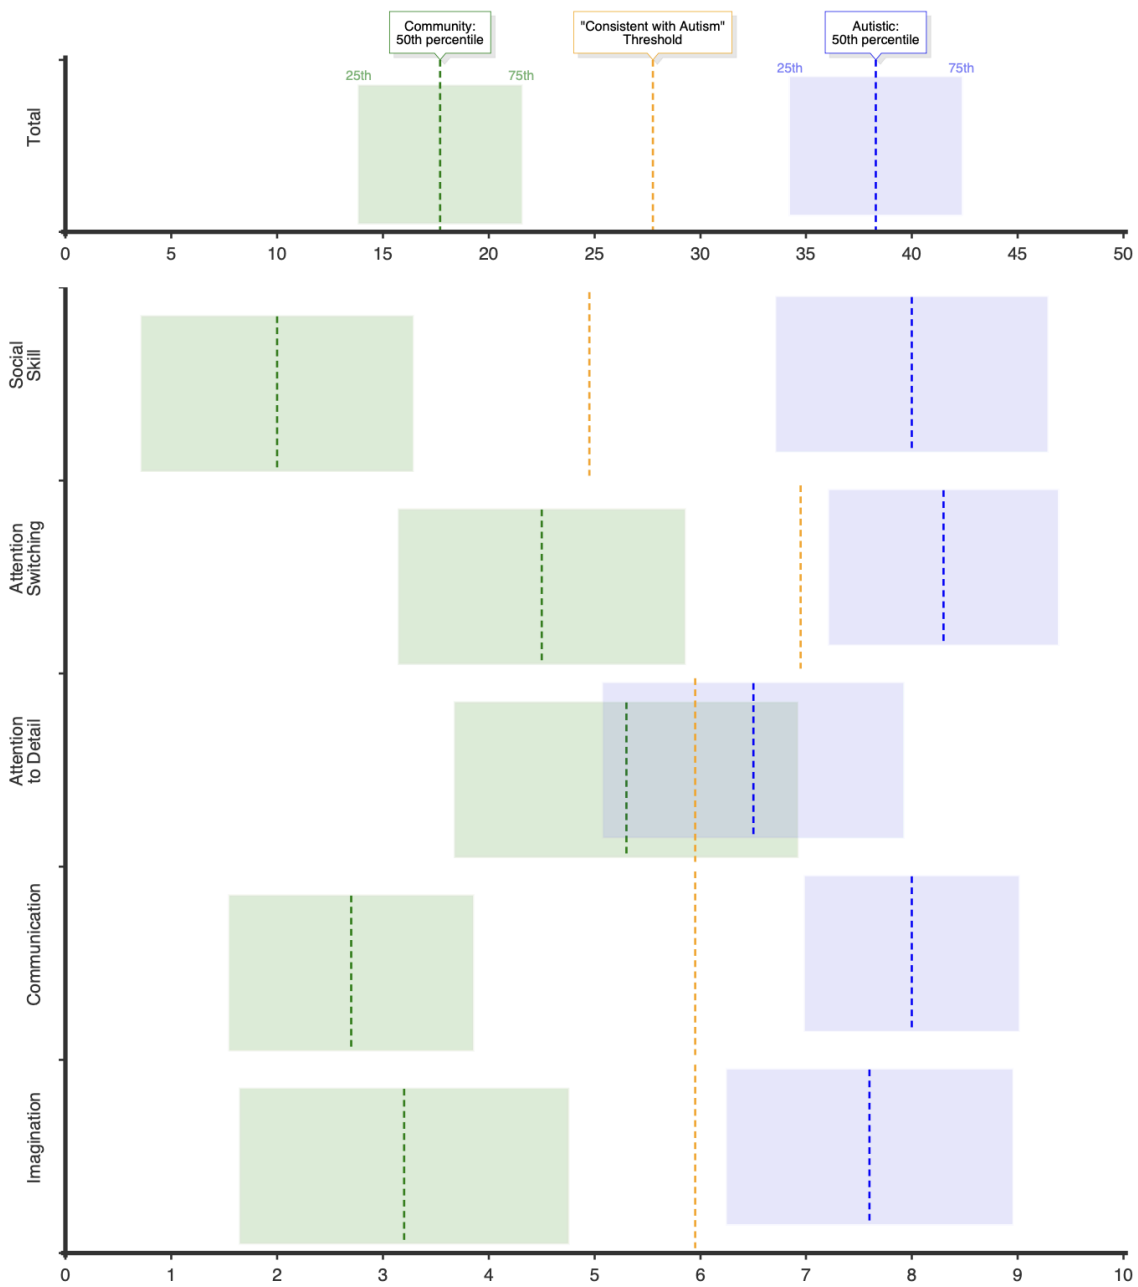 Community:
50th percentile
"Consistent with Autism"
Threshold
Autistic:
50th percentile
25th
75th
25th
75th
Total
0 5 10 15 20 25 30 35 40 45 50
Social
Skill
Attention
Switching
Attention
to Detail
Communication
Imagination
0 1 2 3 4 5 6 7 8 9 10